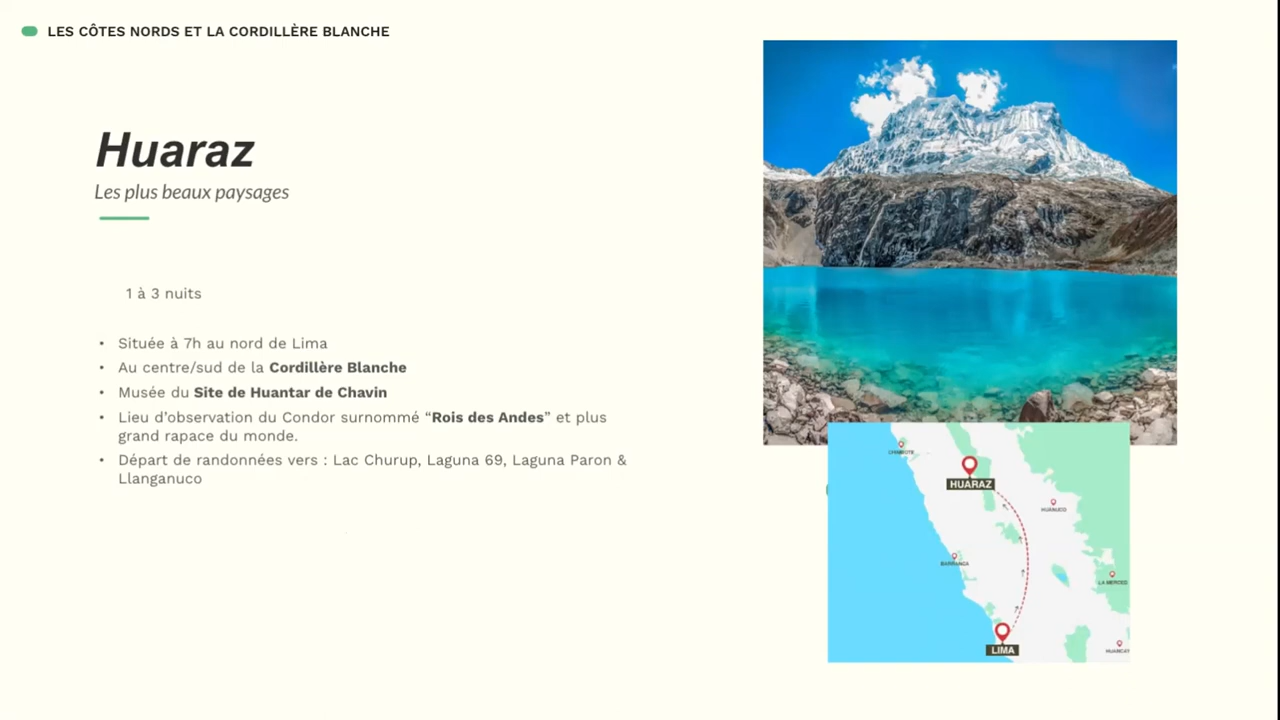 LES CÔTES NORDS ET LA CORDILLÈRE BLANCHE
Huaraz
Les plus beaux paysages
1 à 3 nuits
• Située à 7h au nord de Lima
• Au centre/sud de la Cordillère Blanche
• Musée du Site de Huantar de Chavin
• Lieu d’observation du Condor surnommé “Rois des Andes” et plus
grand rapace du monde.
• Départ de randonnées vers : Lac Churup, Laguna 69, Laguna Paron &
Llanganuco
CHIMBOTE
HUARAZ
HUÁNUCO
BARRANCA
LA MERCED
LIMA